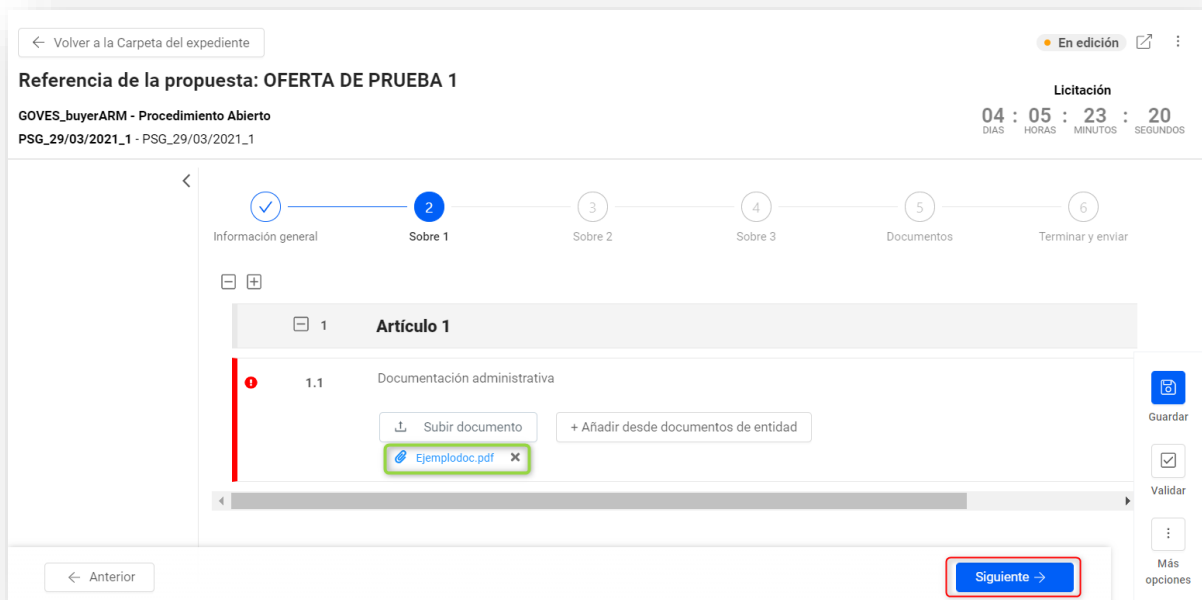 ← Volver a la Carpeta del expediente
En edición
Referencia de la propuesta: OFERTA DE PRUEBA 1
Licitación
GOVES_buyerARM - Procedimiento Abierto
04 : 05 : 23 : 20
DIAS HORAS MINUTOS SEGUNDOS
PSG_29/03/2021_1 - PSG_29/03/2021_1
2 3 4 5 6
Información general Sobre 1 Sobre 2 Sobre 3 Documentos Terminar y enviar
1 Artículo 1
1.1 Documentación administrativa
Subir documento + Añadir desde documentos de entidad
Ejemplodoc.pdf
Guardar
Validar
Más opciones
← Anterior
Siguiente →